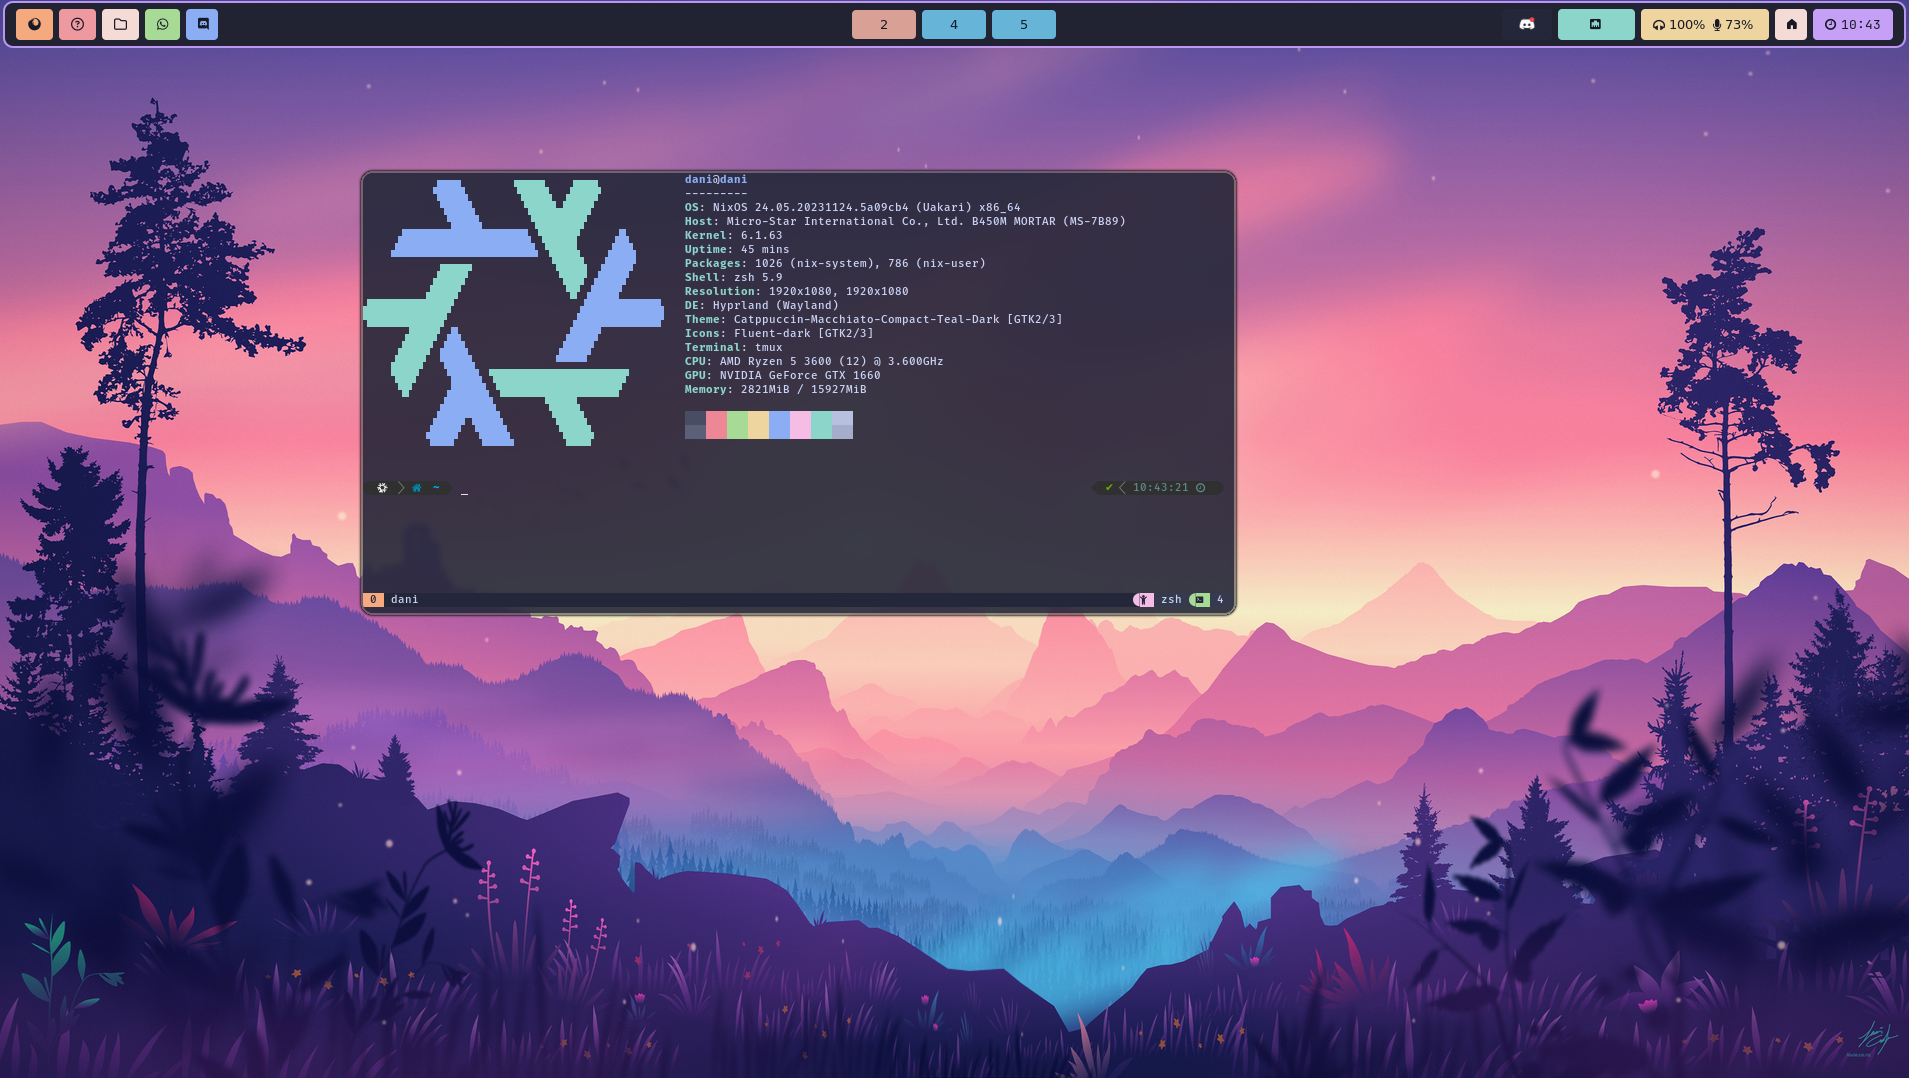 2 4 5
100% 73% 10:43
dani@dani
---------
OS: NixOS 24.05.20231124.5a09cb4 (Uakari) x86_64
Host: Micro-Star International Co., Ltd. B450M MORTAR (MS-7B89)
Kernel: 6.1.63
Uptime: 45 mins
Packages: 1026 (nix-system), 786 (nix-user)
Shell: zsh 5.9
Resolution: 1920x1080, 1920x1080
DE: Hyprland (Wayland)
Theme: Catppuccin-Macchiato-Compact-Teal-Dark [GTK2/3]
Icons: Fluent-dark [GTK2/3]
Terminal: tmux
CPU: AMD Ryzen 5 3600 (12) @ 3.600GHz
GPU: NVIDIA GeForce GTX 1660
Memory: 2821MiB / 15927MiB
~ _ ✔ 10:43:21
0 dani zsh 4